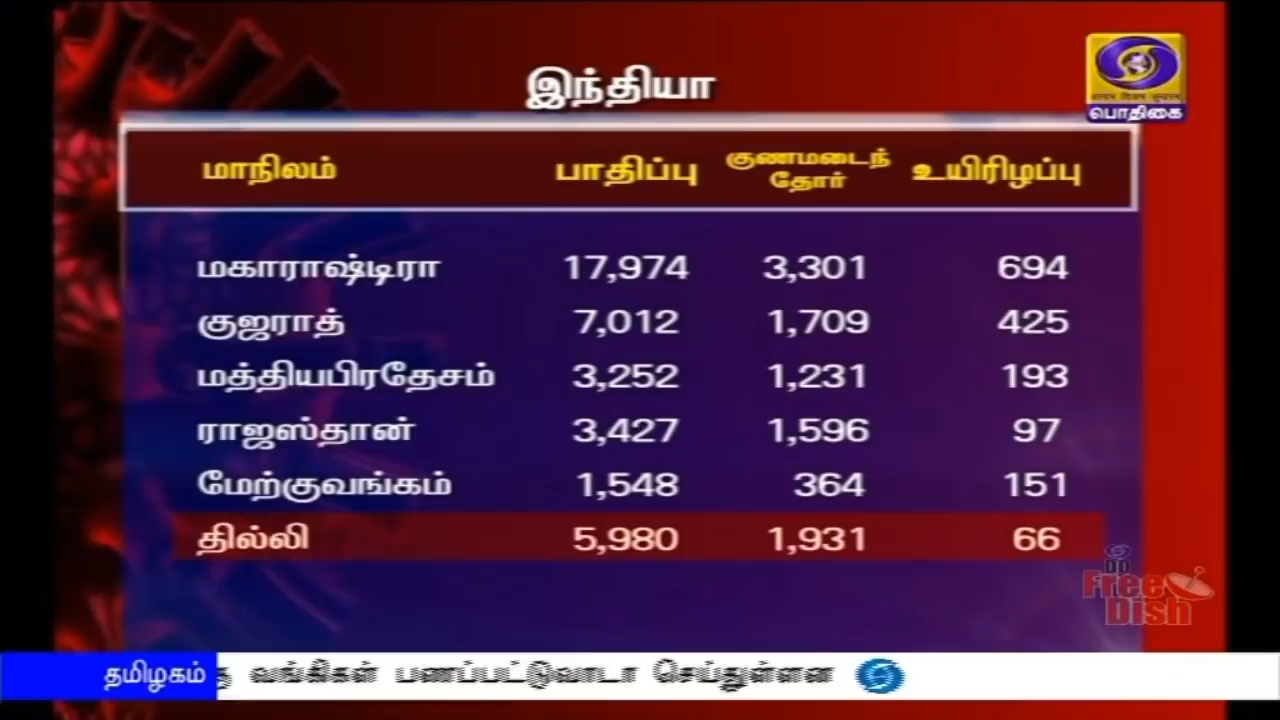 இந்தியா
பொதிகை
மாநிலம் பாதிப்பு குணமடைந் தோர் உயிரிழப்பு
மகாராஷ்டிரா 17,974 3,301 694
குஜராத் 7,012 1,709 425
மத்தியபிரதேசம் 3,252 1,231 193
ராஜஸ்தான் 3,427 1,596 97
மேற்குவங்கம் 1,548 364 151
தில்லி 5,980 1,931 66
DD Free Dish
தமிழகம் வங்கிகள் பணப்பட்டுவாடா செய்துள்ளன